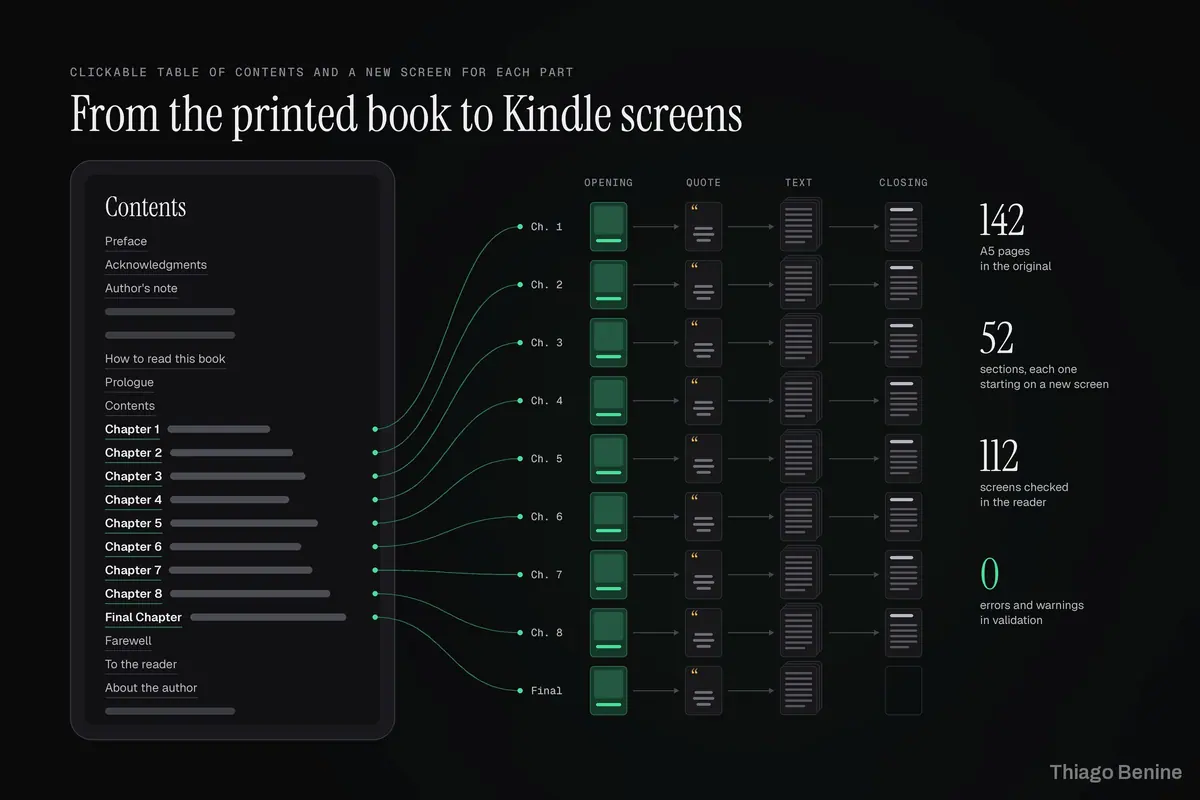 CLICKABLE TABLE OF CONTENTS AND A NEW SCREEN FOR EACH PART
From the printed book to Kindle screens
Contents
Preface
Acknowledgments
Author's note
How to read this book
Prologue
Contents
Chapter 1
Chapter 2
Chapter 3
Chapter 4
Chapter 5
Chapter 6
Chapter 7
Chapter 8
Final Chapter
Farewell
To the reader
About the author
OPENING
QUOTE
TEXT
CLOSING
Ch. 1
“
Ch. 2
“
Ch. 3
“
Ch. 4
“
Ch. 5
“
Ch. 6
“
Ch. 7
“
Ch. 8
“
Final
“
142
A5 pages
in the original
52
sections, each one
starting on a new screen
112
screens checked
in the reader
0
errors and warnings
in validation
Thiago Benine